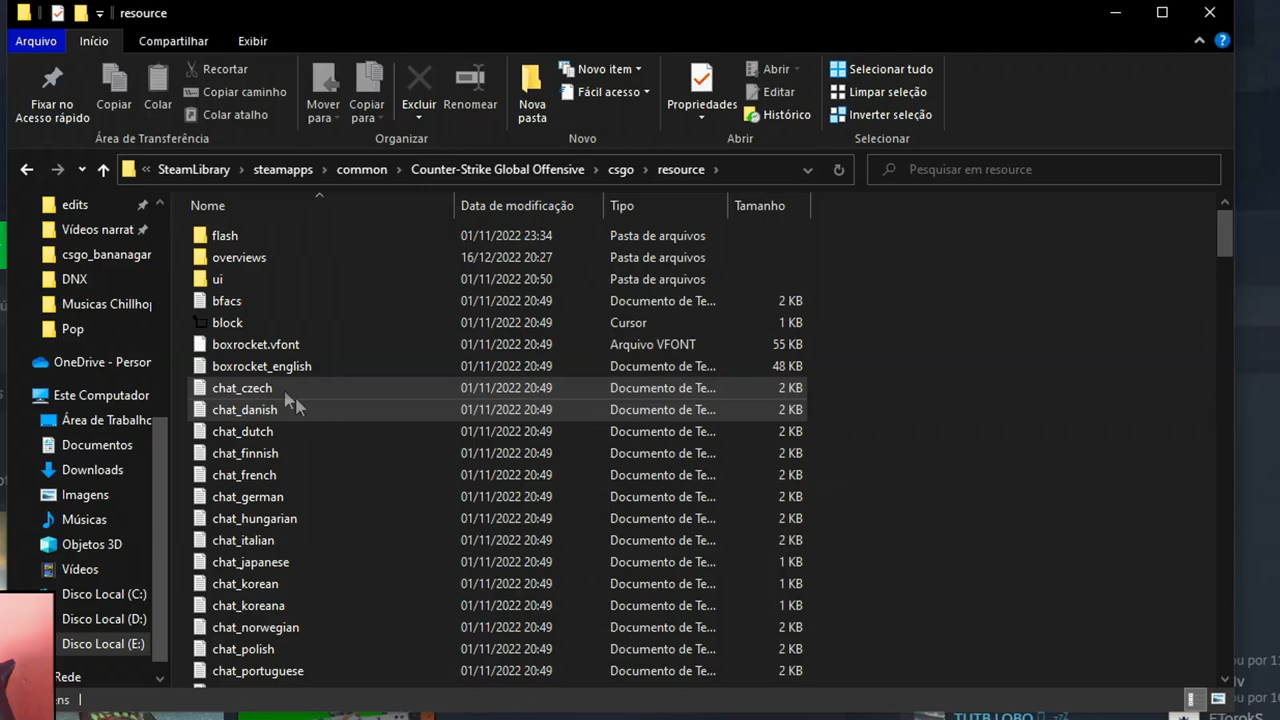 resource
Arquivo Início Compartilhar Exibir
Fixar no Acesso rápido
Copiar
Colar
Recortar
Copiar caminho
Colar atalho
Área de Transferência
Mover para
Copiar para
Excluir
Renomear
Organizar
Nova pasta
Novo item
Fácil acesso
Novo
Propriedades
Abrir
Editar
Histórico
Abrir
Selecionar tudo
Limpar seleção
Inverter seleção
Selecionar
« SteamLibrary › steamapps › common › Counter-Strike Global Offensive › csgo › resource ›
Pesquisar em resource
edits
Vídeos narrat
csgo_bananagar
DNX
Musicas Chillho
Pop
OneDrive - Person
Este Computador
Área de Trabalho
Documentos
Downloads
Imagens
Músicas
Objetos 3D
Vídeos
Disco Local (C:)
Disco Local (D:)
Disco Local (E:)
Rede
ens
Nome Data de modificação Tipo Tamanho
flash 01/11/2022 23:34 Pasta de arquivos
overviews 16/12/2022 20:27 Pasta de arquivos
ui 01/11/2022 20:50 Pasta de arquivos
bfacs 01/11/2022 20:49 Documento de Te... 2 KB
block 01/11/2022 20:49 Cursor 1 KB
boxrocket.vfont 01/11/2022 20:49 Arquivo VFONT 55 KB
boxrocket_english 01/11/2022 20:49 Documento de Te... 48 KB
chat_czech 01/11/2022 20:49 Documento de Te... 2 KB
chat_danish 01/11/2022 20:49 Documento de Te... 2 KB
chat_dutch 01/11/2022 20:49 Documento de Te... 2 KB
chat_finnish 01/11/2022 20:49 Documento de Te... 2 KB
chat_french 01/11/2022 20:49 Documento de Te... 2 KB
chat_german 01/11/2022 20:49 Documento de Te... 2 KB
chat_hungarian 01/11/2022 20:49 Documento de Te... 2 KB
chat_italian 01/11/2022 20:49 Documento de Te... 2 KB
chat_japanese 01/11/2022 20:49 Documento de Te... 1 KB
chat_korean 01/11/2022 20:49 Documento de Te... 1 KB
chat_koreana 01/11/2022 20:49 Documento de Te... 1 KB
chat_norwegian 01/11/2022 20:49 Documento de Te... 2 KB
chat_polish 01/11/2022 20:49 Documento de Te... 2 KB
chat_portuguese 01/11/2022 20:49 Documento de Te... 2 KB
ou por 1
lv
ou por 16
TUTB LOBO